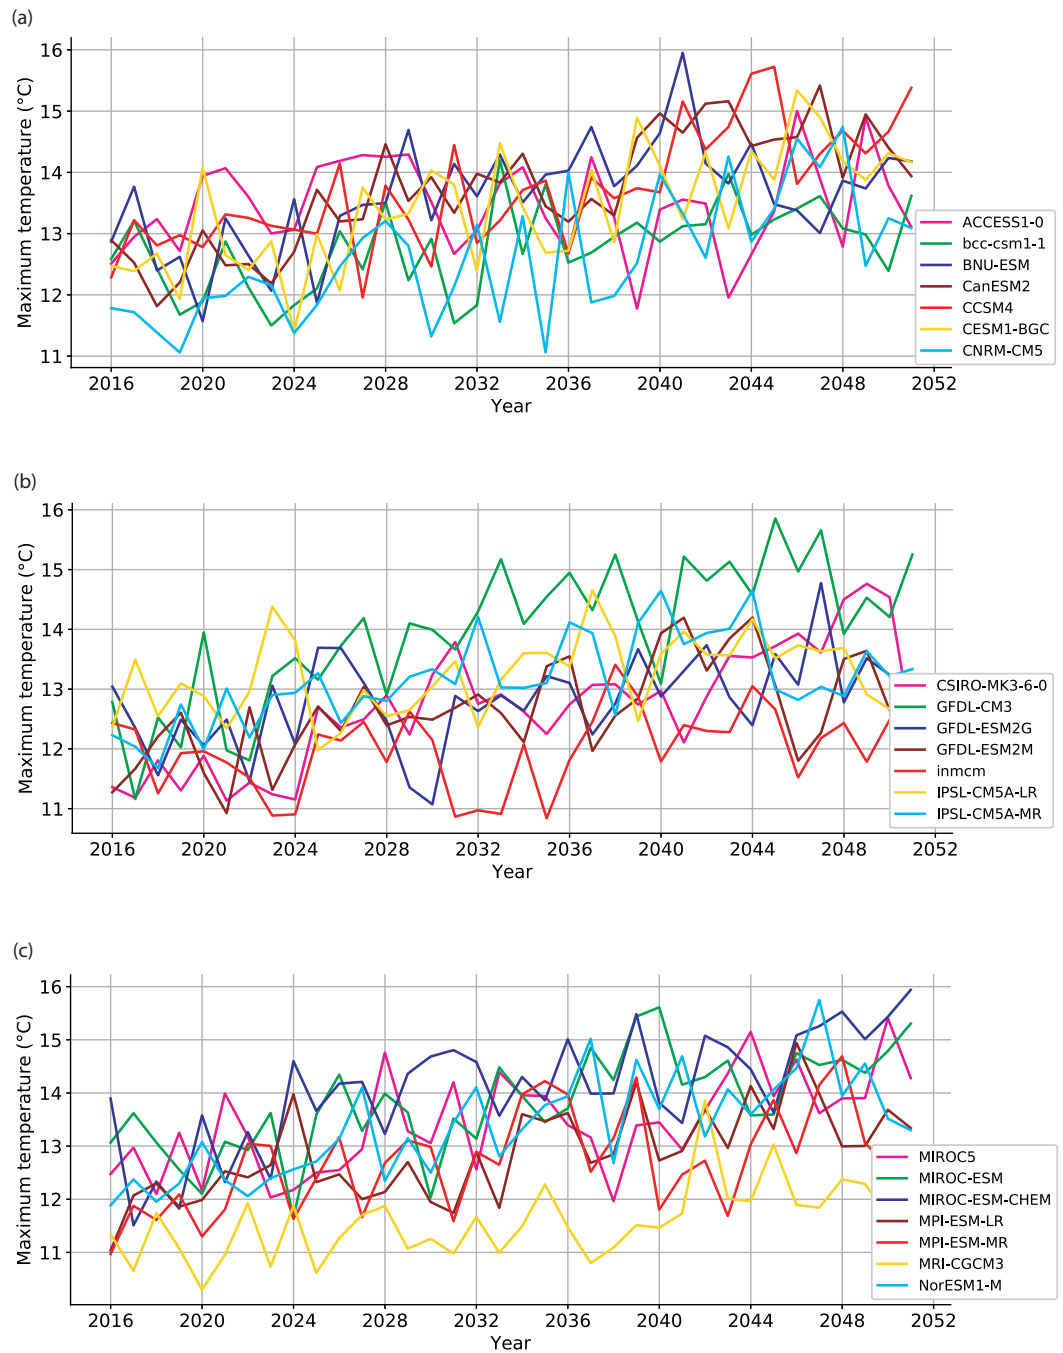 (a)
16
15
14
13
12
11
Maximum temperature (°C)
2016 2020 2024 2028 2032 2036 2040 2044 2048 2052
Year
ACCESS1-0
bcc-csm1-1
BNU-ESM
CanESM2
CCSM4
CESM1-BGC
CNRM-CM5
(b)
16
15
14
13
12
11
Maximum temperature (°C)
2016 2020 2024 2028 2032 2036 2040 2044 2048 2052
Year
CSIRO-MK3-6-0
GFDL-CM3
GFDL-ESM2G
GFDL-ESM2M
inmcm
IPSL-CM5A-LR
IPSL-CM5A-MR
(c)
16
15
14
13
12
11
Maximum temperature (°C)
2016 2020 2024 2028 2032 2036 2040 2044 2048 2052
Year
MIROC5
MIROC-ESM
MIROC-ESM-CHEM
MPI-ESM-LR
MPI-ESM-MR
MRI-CGCM3
NorESM1-M